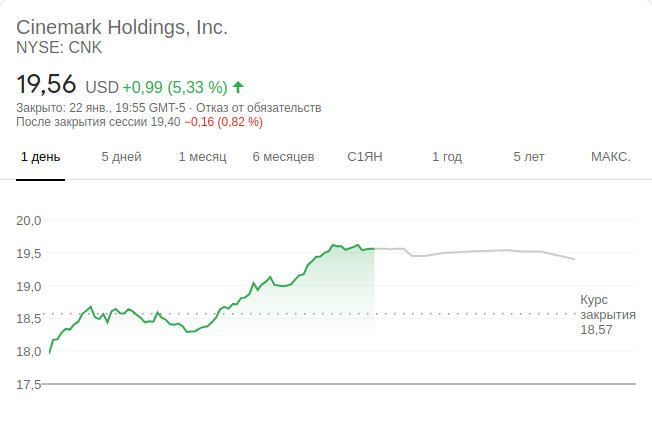 Cinemark Holdings, Inc.
NYSE: CNK
19,56 USD +0,99 (5,33 %)
Закрыто: 22 янв., 19:55 GMT-5 · Отказ от обязательств
После закрытия сессии 19,40 −0,16 (0,82 %)
1 день 5 дней 1 месяц 6 месяцев С1ЯН 1 год 5 лет МАКС.
20,0
19,5
19,0
18,5
18,0
17,5
Курс
закрытия
18,57